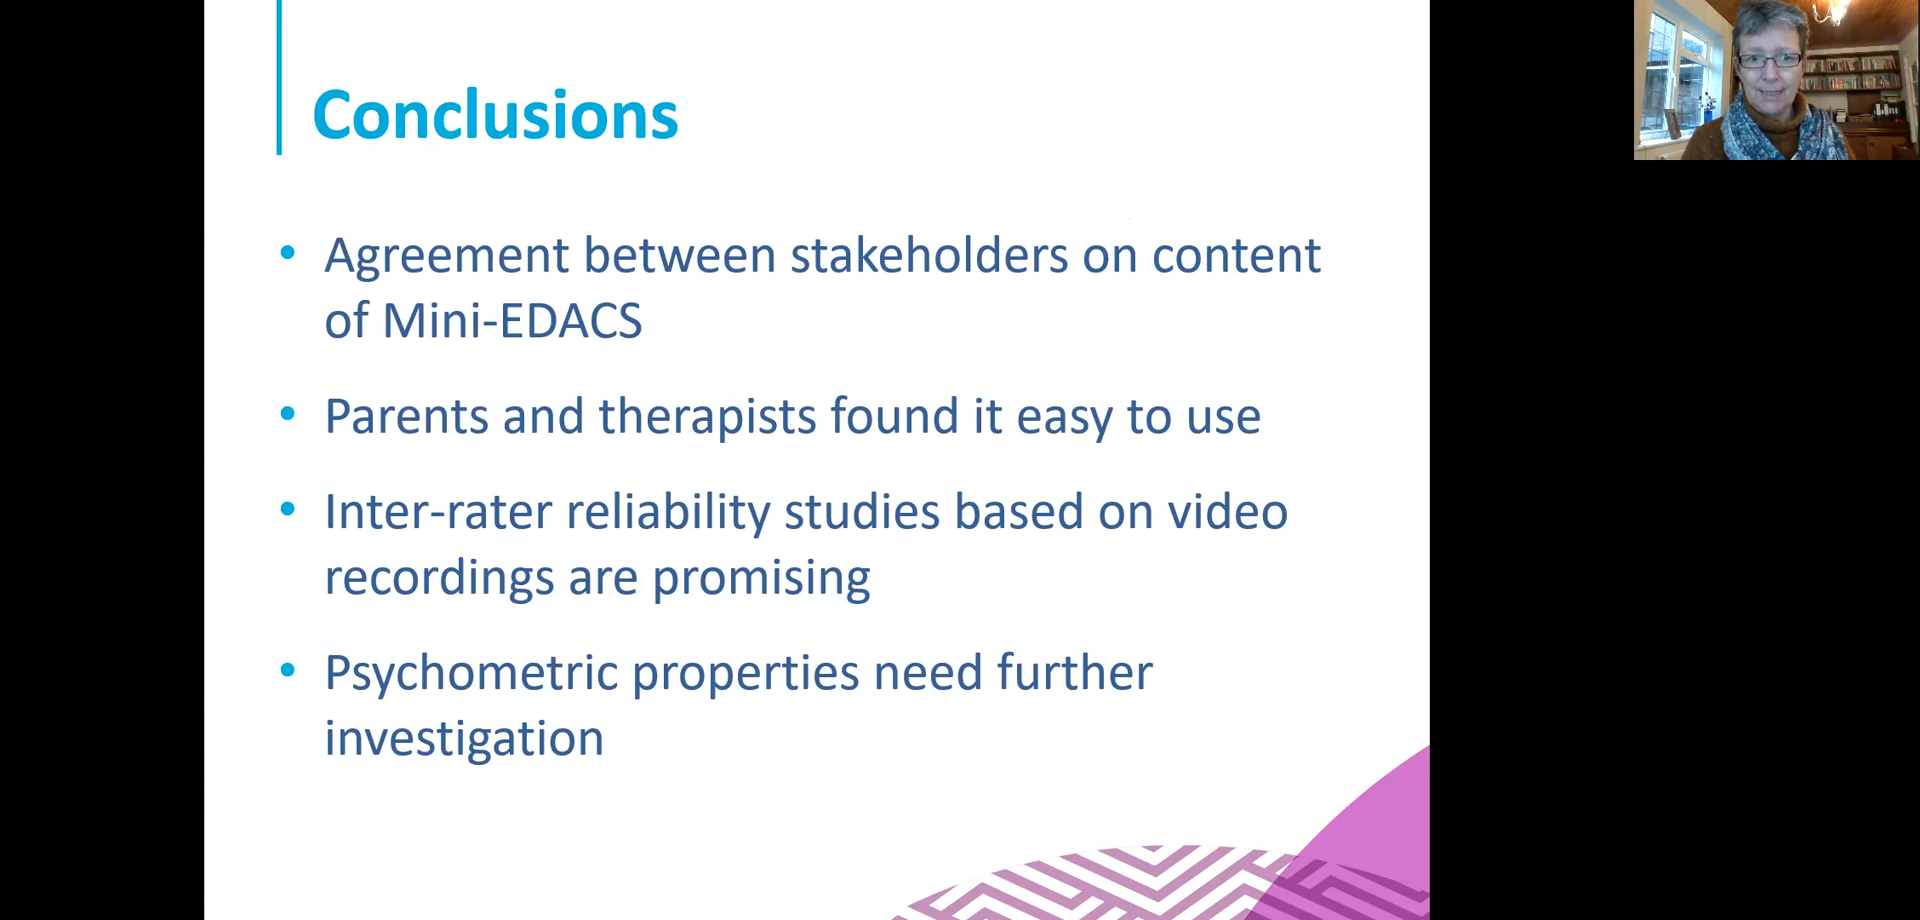 Conclusions
• Agreement between stakeholders on content
of Mini-EDACS
• Parents and therapists found it easy to use
• Inter-rater reliability studies based on video
recordings are promising
• Psychometric properties need further
investigation